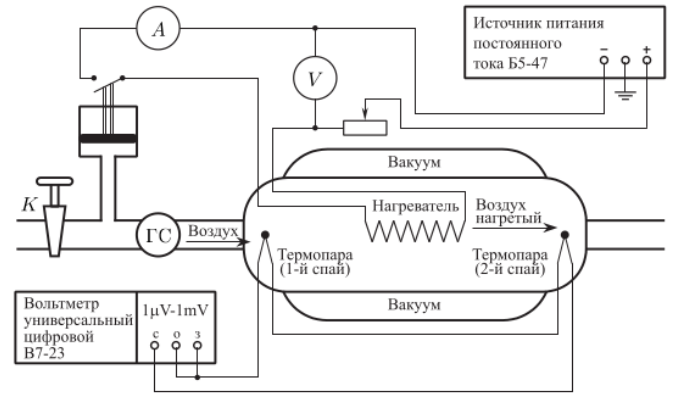 A
Источник питания
постоянного
тока Б5-47
− +
V
Вакуум
K
ГС
Воздух
Нагреватель
Воздух
нагретый
Термопара
(1-й спай)
Термопара
(2-й спай)
Вакуум
Вольтметр
универсальный
цифровой
В7-23
1μV-1mV
с о з